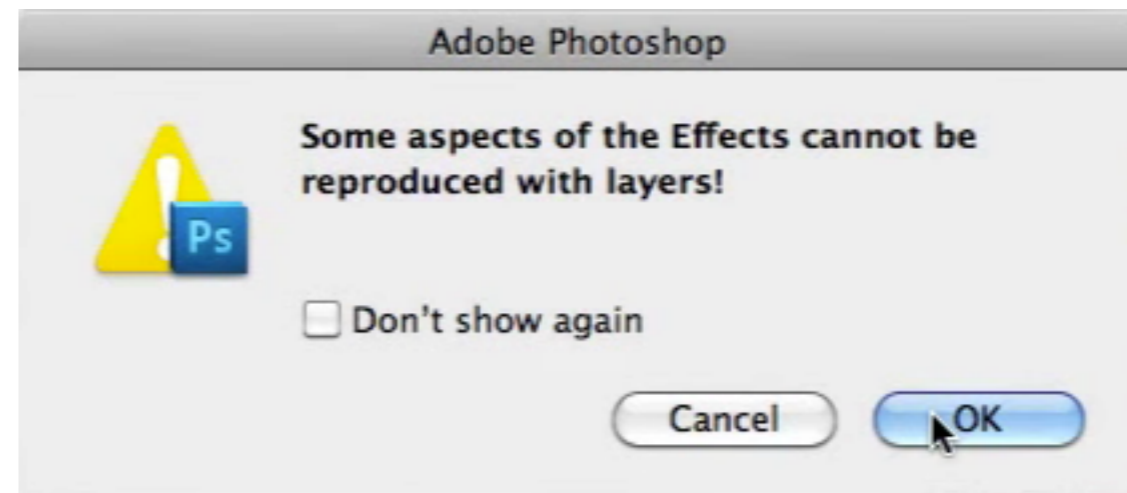 Adobe Photoshop
Some aspects of the Effects cannot be
reproduced with layers!
Ps
Don't show again
Cancel
OK